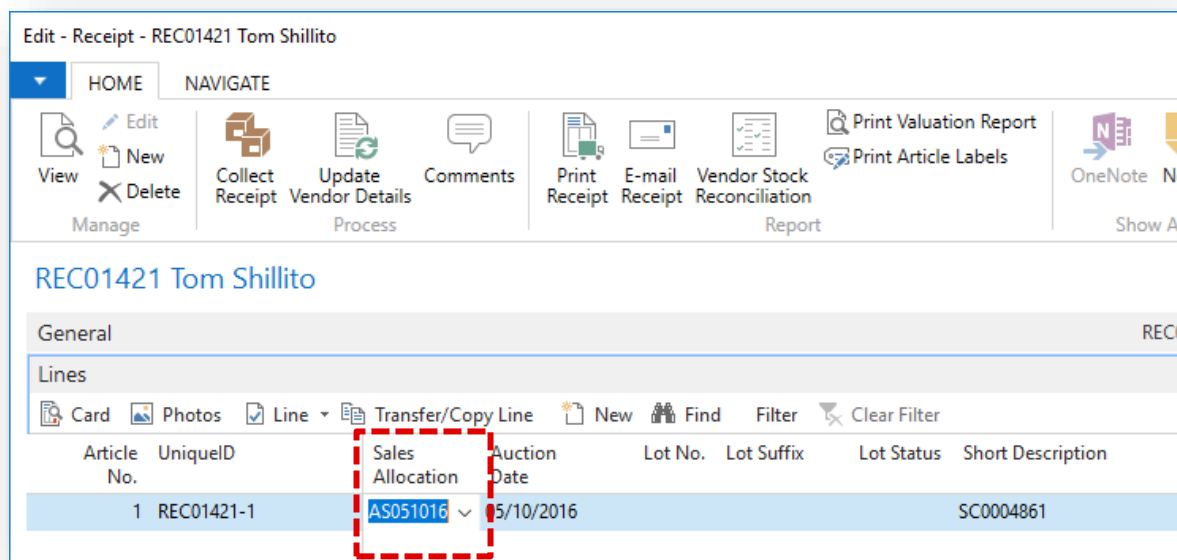 Edit - Receipt - REC01421 Tom Shillito
HOME NAVIGATE
View
Edit
New
Delete
Manage
Collect Receipt
Update Vendor Details
Comments
Process
Print Receipt
E-mail Receipt
Vendor Stock Reconciliation
Print Valuation Report
Print Article Labels
Report
OneNote
Show
REC01421 Tom Shillito
General REC
Lines
Card Photos Line Transfer/Copy Line New Find Filter Clear Filter
Article No. UniqueID Sales Allocation Auction Date Lot No. Lot Suffix Lot Status Short Description
1 REC01421-1 AS051016 05/10/2016 SC0004861